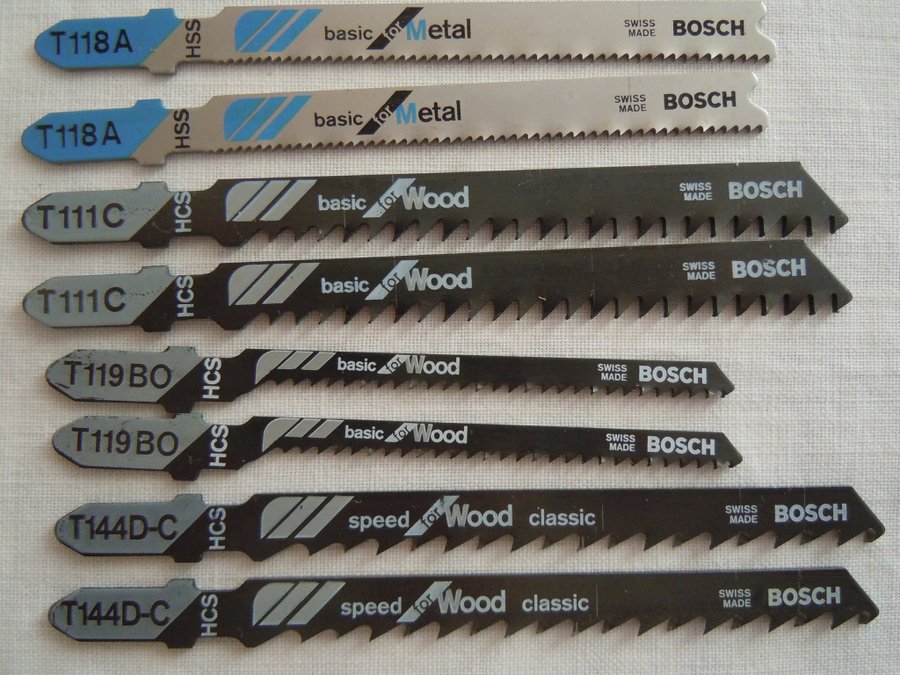 T118A HSS basic for Metal SWISS MADE BOSCH
T118A HSS basic for Metal SWISS MADE BOSCH
T111C HCS basic for Wood SWISS MADE BOSCH
T111C HCS basic for Wood SWISS MADE BOSCH
T119BO HCS basic for Wood SWISS MADE BOSCH
T119BO HCS basic for Wood SWISS MADE BOSCH
T144D-C HCS speed for Wood classic SWISS MADE BOSCH
T144D-C HCS speed for Wood classic SWISS MADE BOSCH